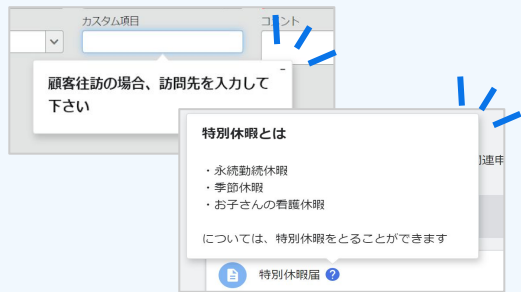 カスタム項目
コメント
顧客往訪の場合、訪問先を入力して
下さい
特別休暇とは
・永続勤続休暇
・季節休暇
・お子さんの看護休暇
については、特別休暇をとることができます
連申
特別休暇届